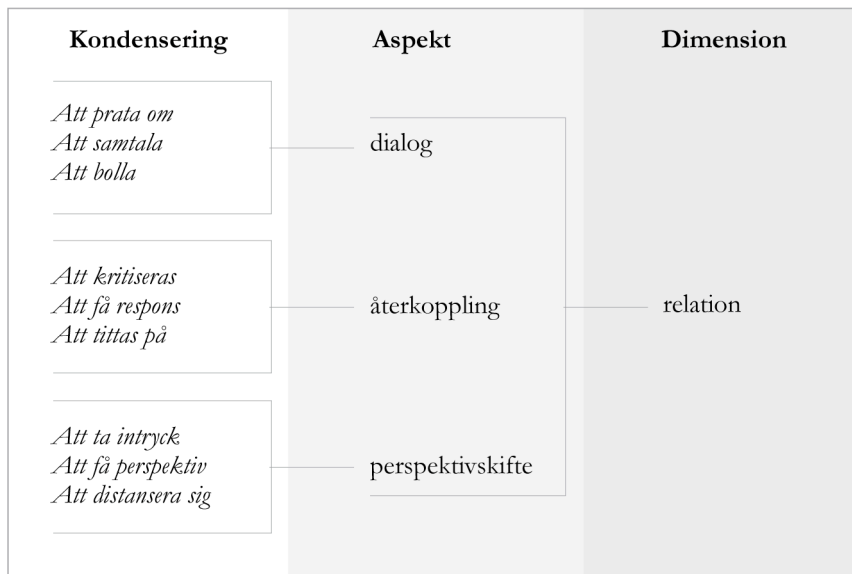 Kondensering Aspekt Dimension
Att prata om
Att samtala
Att bolla
dialog
Att kritiseras
Att få respons
Att tittas på
återkoppling
relation
Att ta intryck
Att få perspektiv
Att distansera sig
perspektivskifte